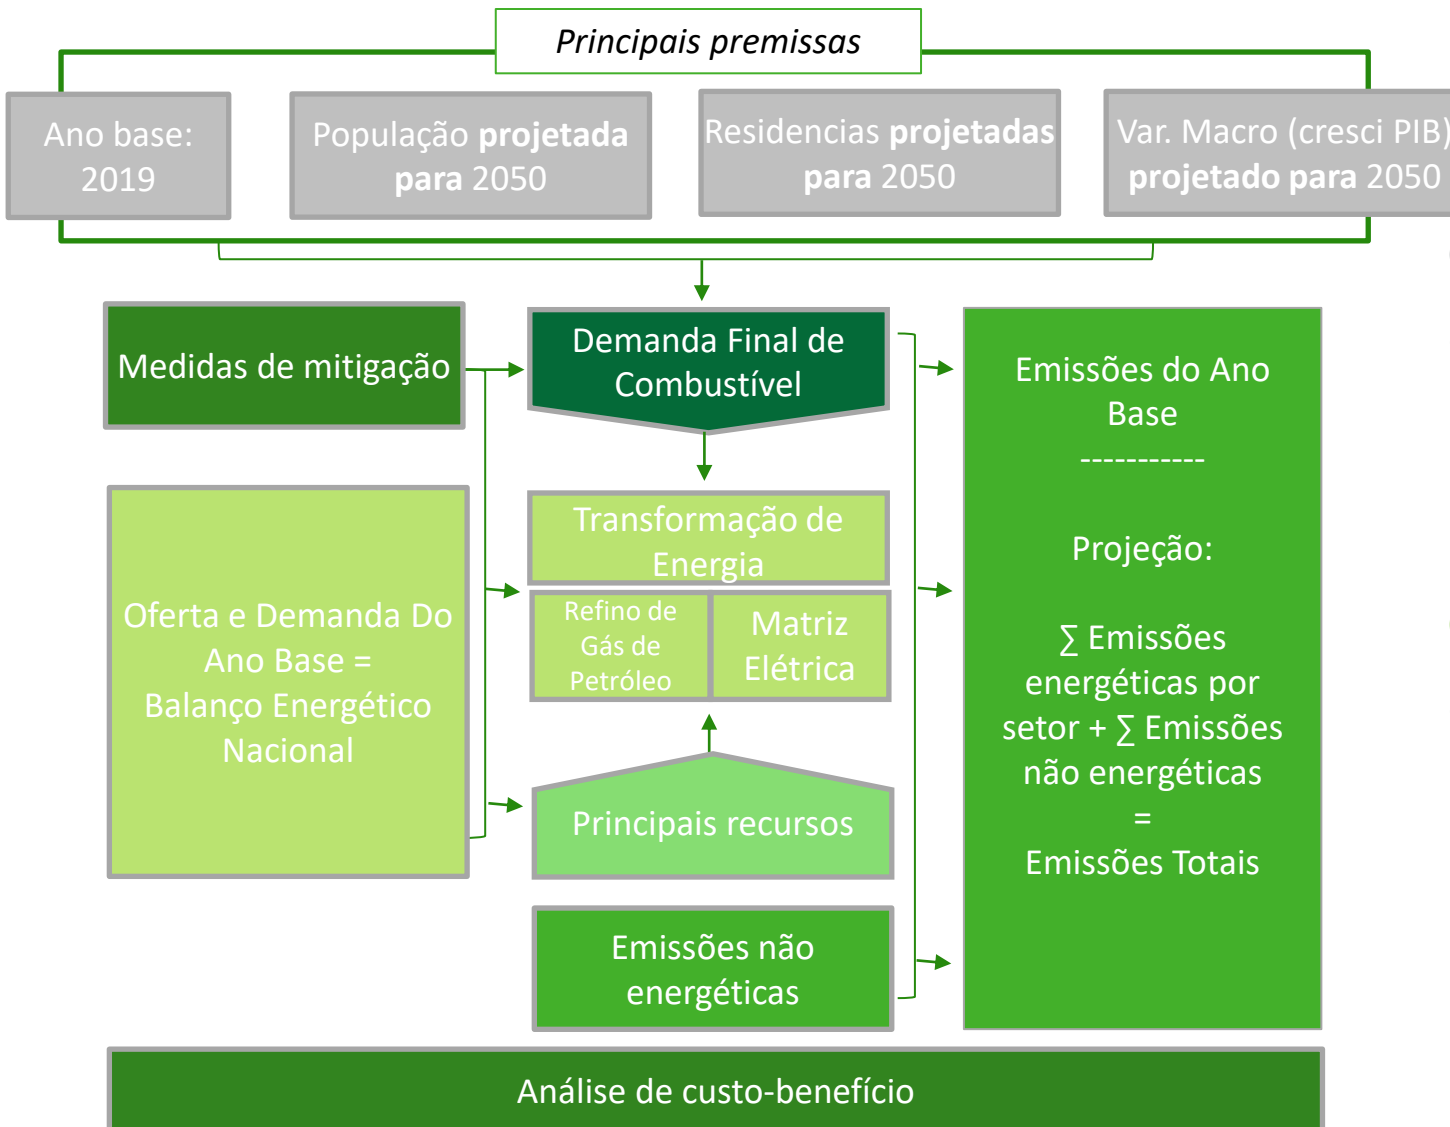 Principais premissas
Ano base:
2019
População projetada
para 2050
Residencias projetadas
para 2050
Var. Macro (cresci PIB)
projetado para 2050
Medidas de mitigação
Demanda Final de
Combustível
Emissões do Ano
Base
-----------
Projeção:
∑ Emissões
energéticas por
setor + ∑ Emissões
não energéticas
=
Emissões Totais
Oferta e Demanda Do
Ano Base =
Balanço Energético
Nacional
Transformação de
Energia
Refino de
Gás de
Petróleo
Matriz
Elétrica
Principais recursos
Emissões não
energéticas
Análise de custo-benefício